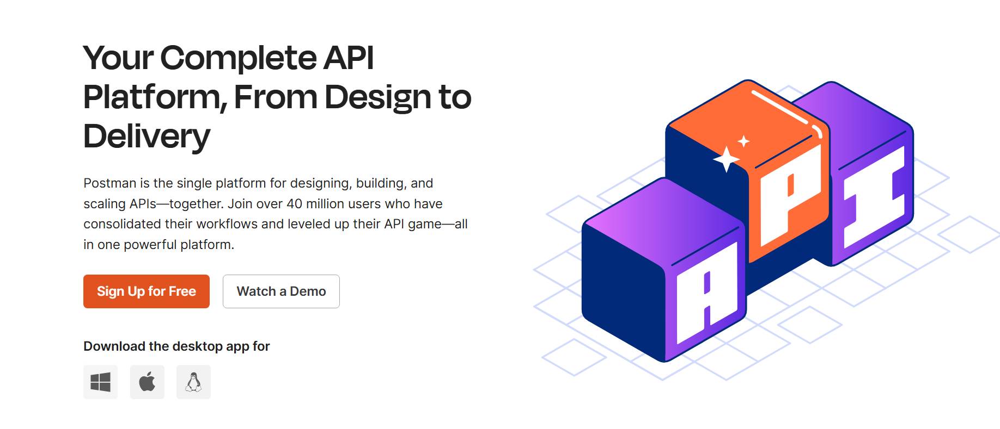 Your Complete API
Platform, From Design to
Delivery
Postman is the single platform for designing, building, and
scaling APIs—together. Join over 40 million users who have
consolidated their workflows and leveled up their API game—all
in one powerful platform.
Sign Up for Free
Watch a Demo
Download the desktop app for
A
P
I